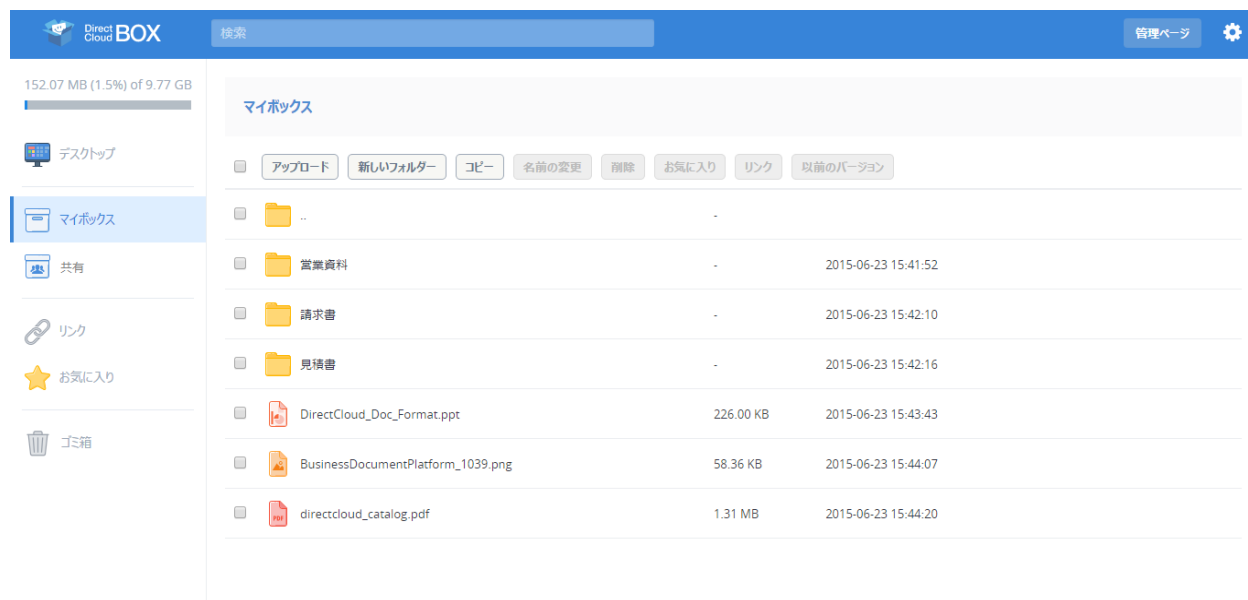 Direct Cloud BOX
検索
管理ページ
152.07 MB (1.5%) of 9.77 GB
デスクトップ
マイボックス
共有
リンク
お気に入り
ゴミ箱
マイボックス
アップロード 新しいフォルダー コピー 名前の変更 削除 お気に入り リンク 以前のバージョン
.. -
営業資料 - 2015-06-23 15:41:52
請求書 - 2015-06-23 15:42:10
見積書 - 2015-06-23 15:42:16
DirectCloud_Doc_Format.ppt 226.00 KB 2015-06-23 15:43:43
BusinessDocumentPlatform_1039.png 58.36 KB 2015-06-23 15:44:07
PDF directcloud_catalog.pdf 1.31 MB 2015-06-23 15:44:20